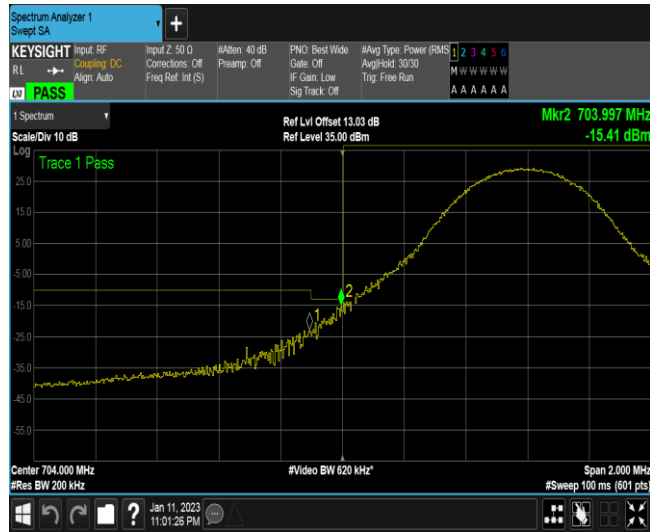 Spectrum Analyzer 1
Swept SA
+
KEYSIGHT
RL
LXI PASS
Input: RF
Coupling: DC
Align: Auto
Input Z: 50 Ω
Corrections: Off
Freq Ref: Int (S)
#Atten: 40 dB
Preamp: Off
PNO: Best Wide
Gate: Off
IF Gain: Low
Sig Track: Off
#Avg Type: Power (RMS
Avg|Hold: 30/30
Trig: Free Run
1 2 3 4 5 6
M W W W W W
A A A A A A
1 Spectrum
Scale/Div 10 dB
Ref Lvl Offset 13.03 dB
Ref Level 35.00 dBm
Mkr2 703.997 MHz
-15.41 dBm
Log
Trace 1 Pass
25.0
15.0
5.00
-5.00
-15.0
-25.0
-35.0
-45.0
-55.0
2
1
Center 704.000 MHz
#Res BW 200 kHz
#Video BW 620 kHz*
Span 2.000 MHz
#Sweep 100 ms (601 pts)
?
Jan 11, 2023
11:01:26 PM